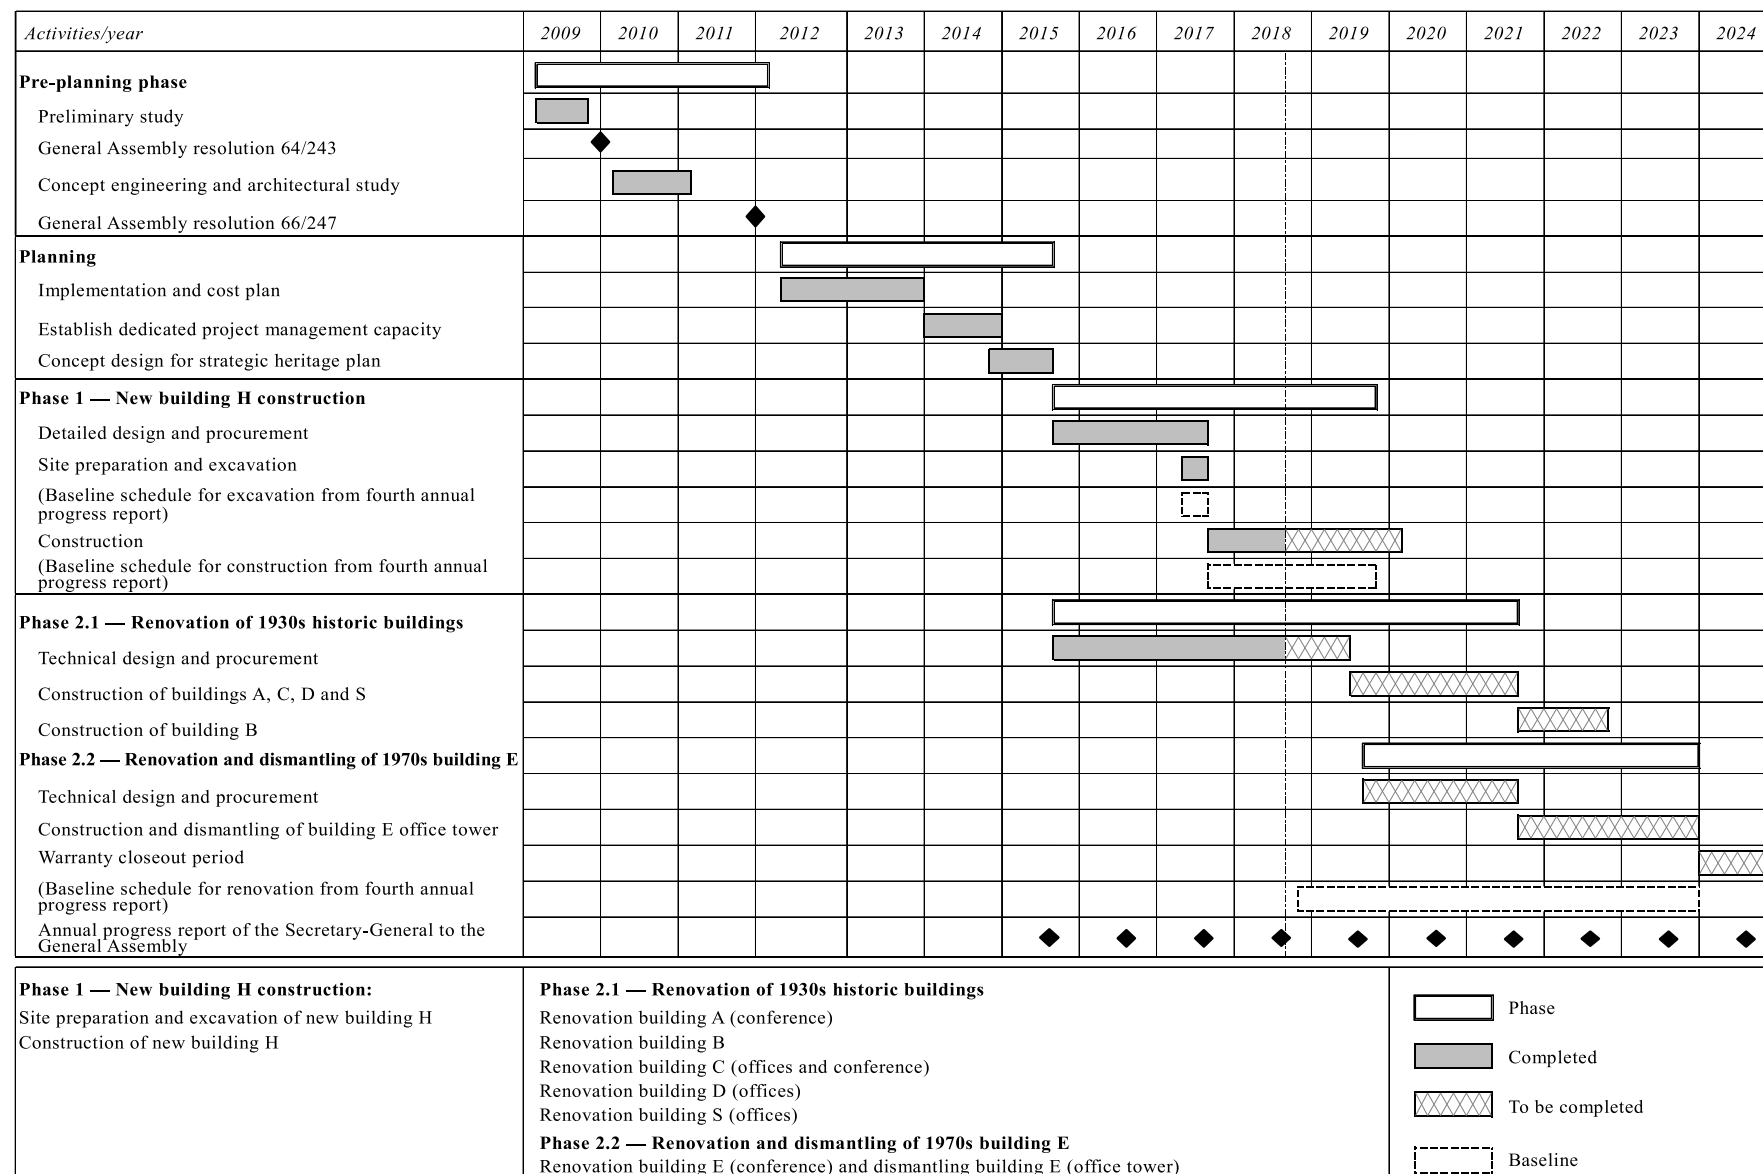 Activities/year 2009 2010 2011 2012 2013 2014 2015 2016 2017 2018 2019 2020 2021 2022 2023 2024
Pre-planning phase
Preliminary study
General Assembly resolution 64/243
Concept engineering and architectural study
General Assembly resolution 66/247
Planning
Implementation and cost plan
Establish dedicated project management capacity
Concept design for strategic heritage plan
Phase 1 — New building H construction
Detailed design and procurement
Site preparation and excavation
(Baseline schedule for excavation from fourth annual
progress report)
Construction
(Baseline schedule for construction from fourth annual
progress report)
Phase 2.1 — Renovation of 1930s historic buildings
Technical design and procurement
Construction of buildings A, C, D and S
Construction of building B
Phase 2.2 — Renovation and dismantling of 1970s building E
Technical design and procurement
Construction and dismantling of building E office tower
Warranty closeout period
(Baseline schedule for renovation from fourth annual
progress report)
Annual progress report of the Secretary-General to the
General Assembly
Phase 1 — New building H construction:
Site preparation and excavation of new building H
Construction of new building H
Phase 2.1 — Renovation of 1930s historic buildings
Renovation building A (conference)
Renovation building B
Renovation building C (offices and conference)
Renovation building D (offices)
Renovation building S (offices)
Phase 2.2 — Renovation and dismantling of 1970s building E
Renovation building E (conference) and dismantling building E (office tower)
Phase
Completed
To be completed
Baseline